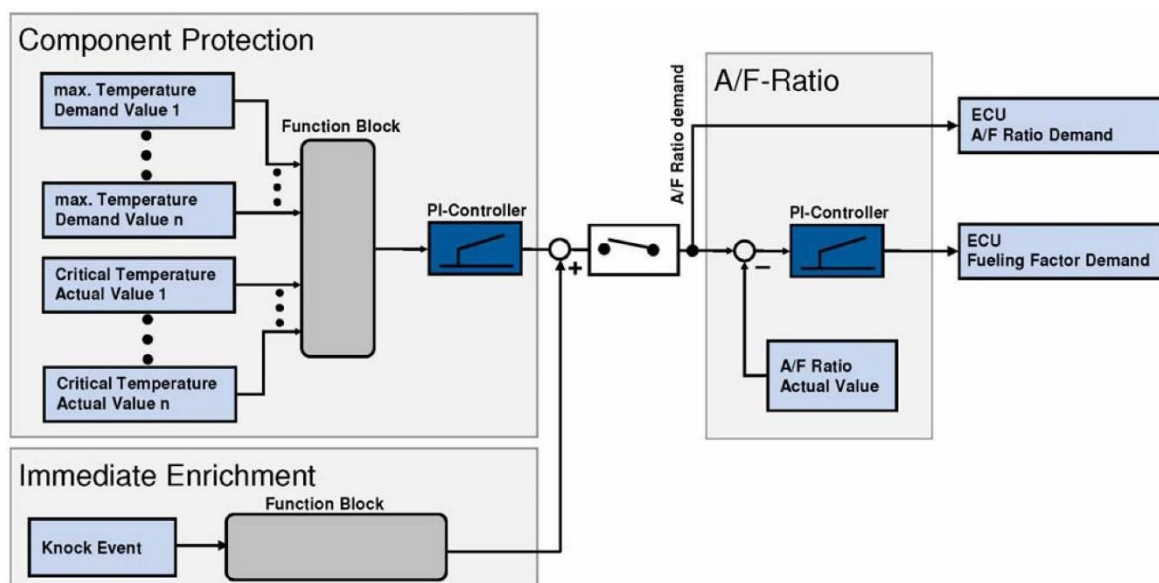 Component Protection
max. Temperature
Demand Value 1
max. Temperature
Demand Value n
Critical Temperature
Actual Value 1
Critical Temperature
Actual Value n
Function Block
PI-Controller
+
Immediate Enrichment
Knock Event
Function Block
A/F Ratio demand
A/F-Ratio
PI-Controller
–
A/F Ratio
Actual Value
ECU
A/F Ratio Demand
ECU
Fueling Factor Demand